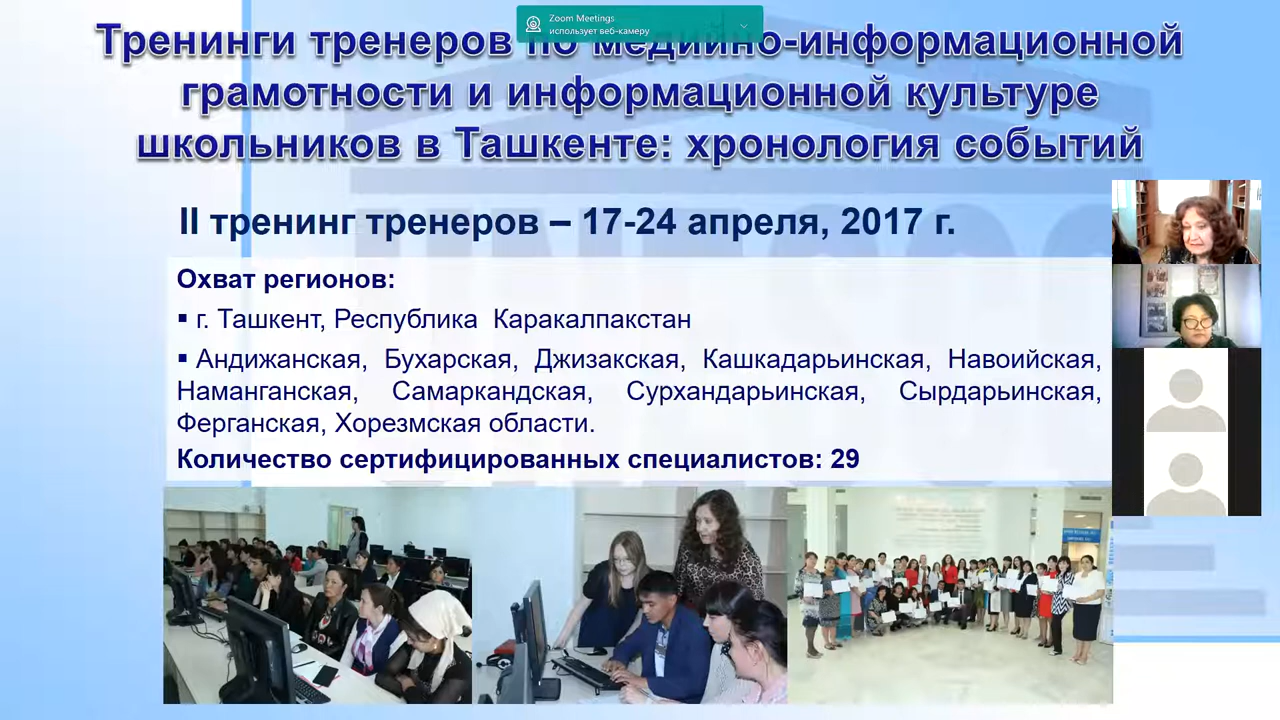 Zoom Meetings
использует веб-камеру
Тренинги тренеров по медийно-информационной
грамотности и информационной культуре
школьников в Ташкенте: хронология событий
II тренинг тренеров – 17-24 апреля, 2017 г.
Охват регионов:
▪ г. Ташкент, Республика Каракалпакстан
▪ Андижанская, Бухарская, Джизакская, Кашкадарьинская, Навоийская,
Наманганская, Самаркандская, Сурхандарьинская, Сырдарьинская,
Ферганская, Хорезмская области.
Количество сертифицированных специалистов: 29